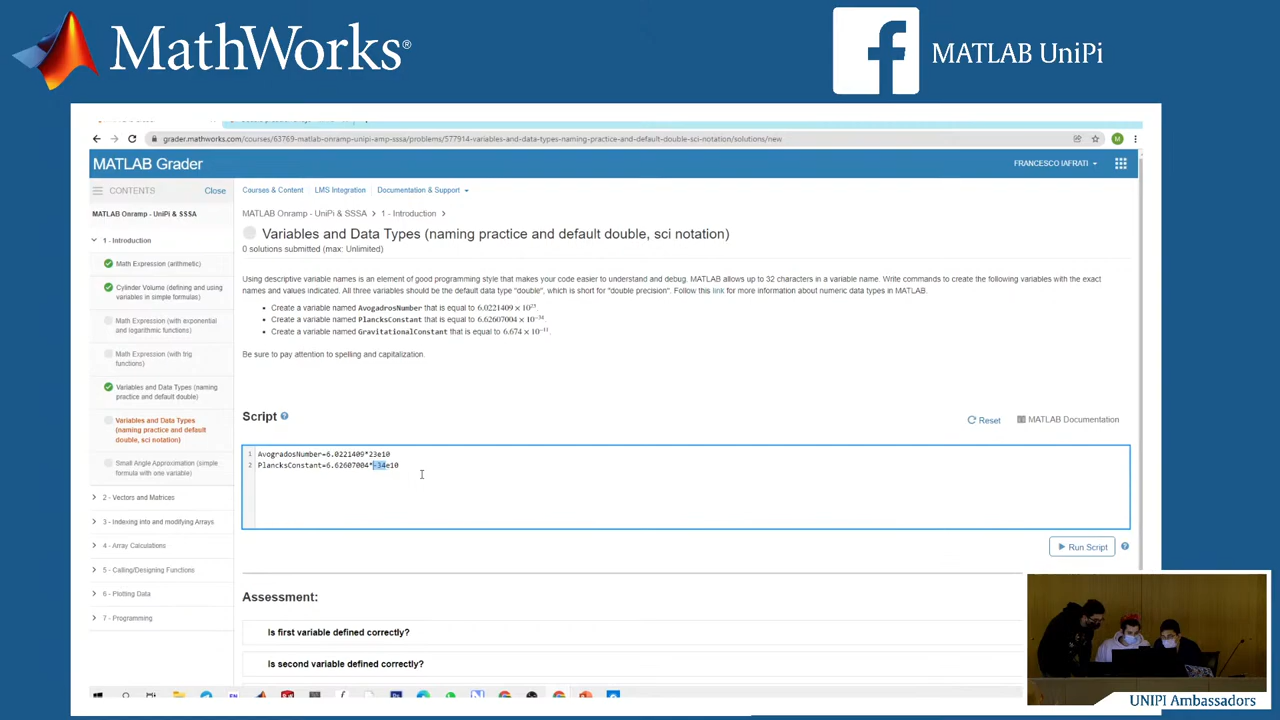 MathWorks®
MATLAB UniPi
grader.mathworks.com/courses/63769-matlab-onramp-unipi-amp-sssa/problems/577914-variables-and-data-types-naming-practice-and-default-double-sci-notation/solutions/new
M
MATLAB Grader
FRANCESCO IAFRATI
CONTENTS
Close
Courses & Content
LMS Integration
Documentation & Support
MATLAB Onramp - UniPi & SSSA
MATLAB Onramp - UniPi & SSSA > 1 - Introduction >
1 - Introduction
Math Expression (arithmetic)
Cylinder Volume (defining and using
variables in simple formulas)
Math Expression (with exponential
and logarithmic functions)
Math Expression (with trig
functions)
Variables and Data Types (naming
practice and default double)
Variables and Data Types
(naming practice and default
double, sci notation)
Small Angle Approximation (simple
formula with one variable)
2 - Vectors and Matrices
3 - Indexing into and modifying Arrays
4 - Array Calculations
5 - Calling/Designing Functions
6 - Plotting Data
7 - Programming
Variables and Data Types (naming practice and default double, sci notation)
0 solutions submitted (max: Unlimited)
Using descriptive variable names is an element of good programming style that makes your code easier to understand and debug. MATLAB allows up to 32 characters in a variable name. Write commands to create the following variables with the exact
names and values indicated. All three variables should be the default data type "double", which is short for "double precision". Follow this link for more information about numeric data types in MATLAB.
• Create a variable named AvogadrosNumber that is equal to 6.0221409 × 10²³.
• Create a variable named PlancksConstant that is equal to 6.62607004 × 10⁻³⁴
• Create a variable named GravitationalConstant that is equal to 6.674 × 10⁻¹¹.
Be sure to pay attention to spelling and capitalization.
Script
Reset
MATLAB Documentation
1 AvogradosNumber=6.0221409*23e10
2 PlancksConstant=6.62607004*-34e10
Run Script
Assessment:
Is first variable defined correctly?
Is second variable defined correctly?
UNIPI Ambassadors